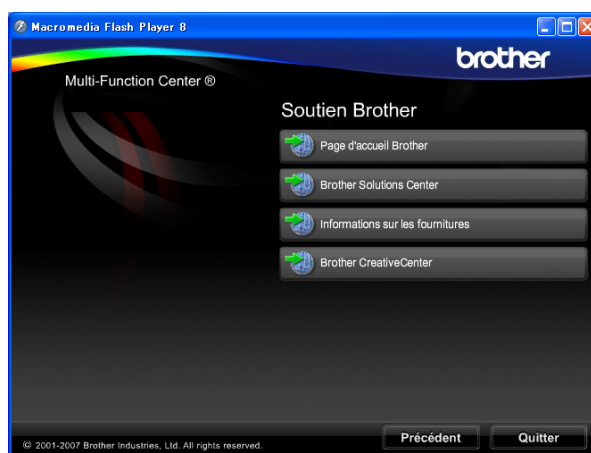 Macromedia Flash Player 8
brother
Multi-Function Center ®
Soutien Brother
Page d'accueil Brother
Brother Solutions Center
Informations sur les fournitures
Brother CreativeCenter
Précédent
Quitter
© 2001-2007 Brother Industries, Ltd. All rights reserved.